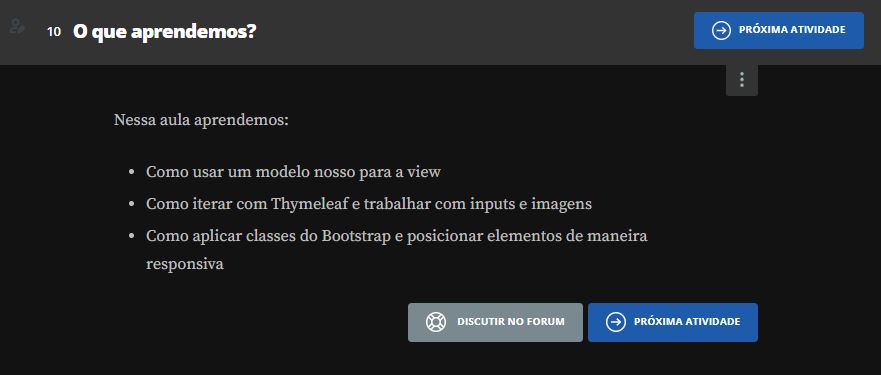 10 O que aprendemos?
PRÓXIMA ATIVIDADE
Nessa aula aprendemos:
• Como usar um modelo nosso para a view
• Como iterar com Thymeleaf e trabalhar com inputs e imagens
• Como aplicar classes do Bootstrap e posicionar elementos de maneira
responsiva
DISCUTIR NO FORUM
PRÓXIMA ATIVIDADE